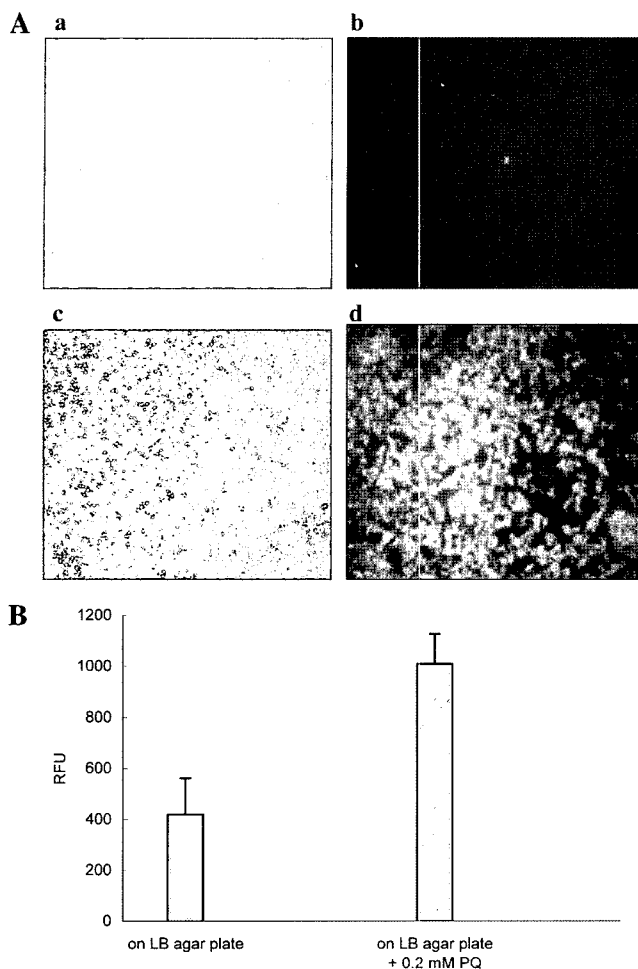 A
a
b
c
d
B
1200
1000
800
600
400
200
0
RFU
on LB agar plate
on LB agar plate
+ 0.2 mM PQ